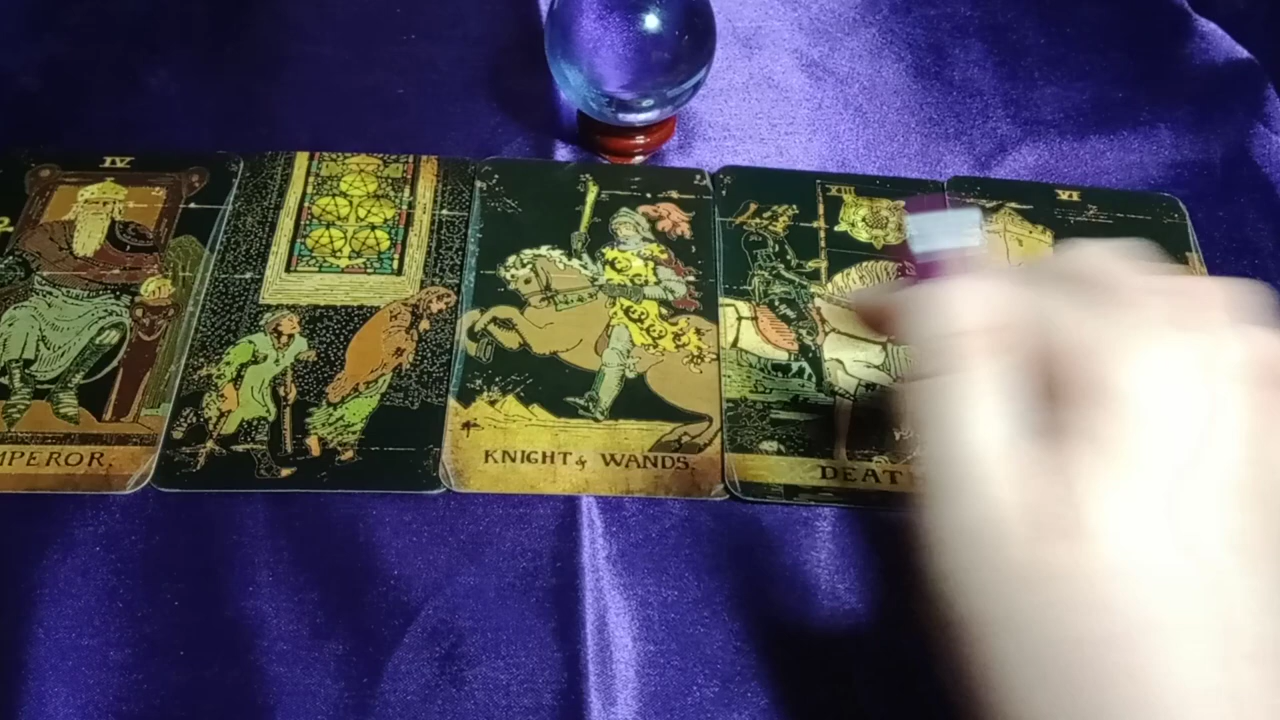 IV
MPEROR.
KNIGHT of WANDS.
XIII
DEAT
VI